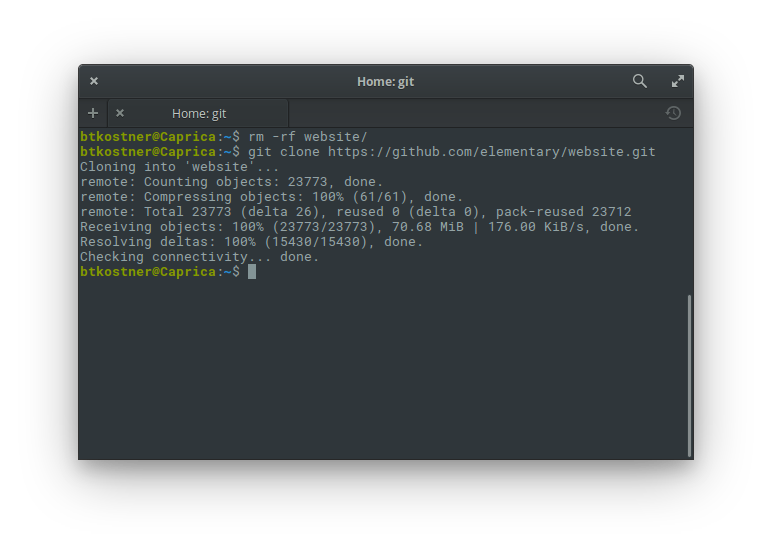 Home: git
Home: git
btkostner@Caprica:~$ rm -rf website/
btkostner@Caprica:~$ git clone https://github.com/elementary/website.git
Cloning into 'website'...
remote: Counting objects: 23773, done.
remote: Compressing objects: 100% (61/61), done.
remote: Total 23773 (delta 26), reused 0 (delta 0), pack-reused 23712
Receiving objects: 100% (23773/23773), 70.68 MiB | 176.00 KiB/s, done.
Resolving deltas: 100% (15430/15430), done.
Checking connectivity... done.
btkostner@Caprica:~$